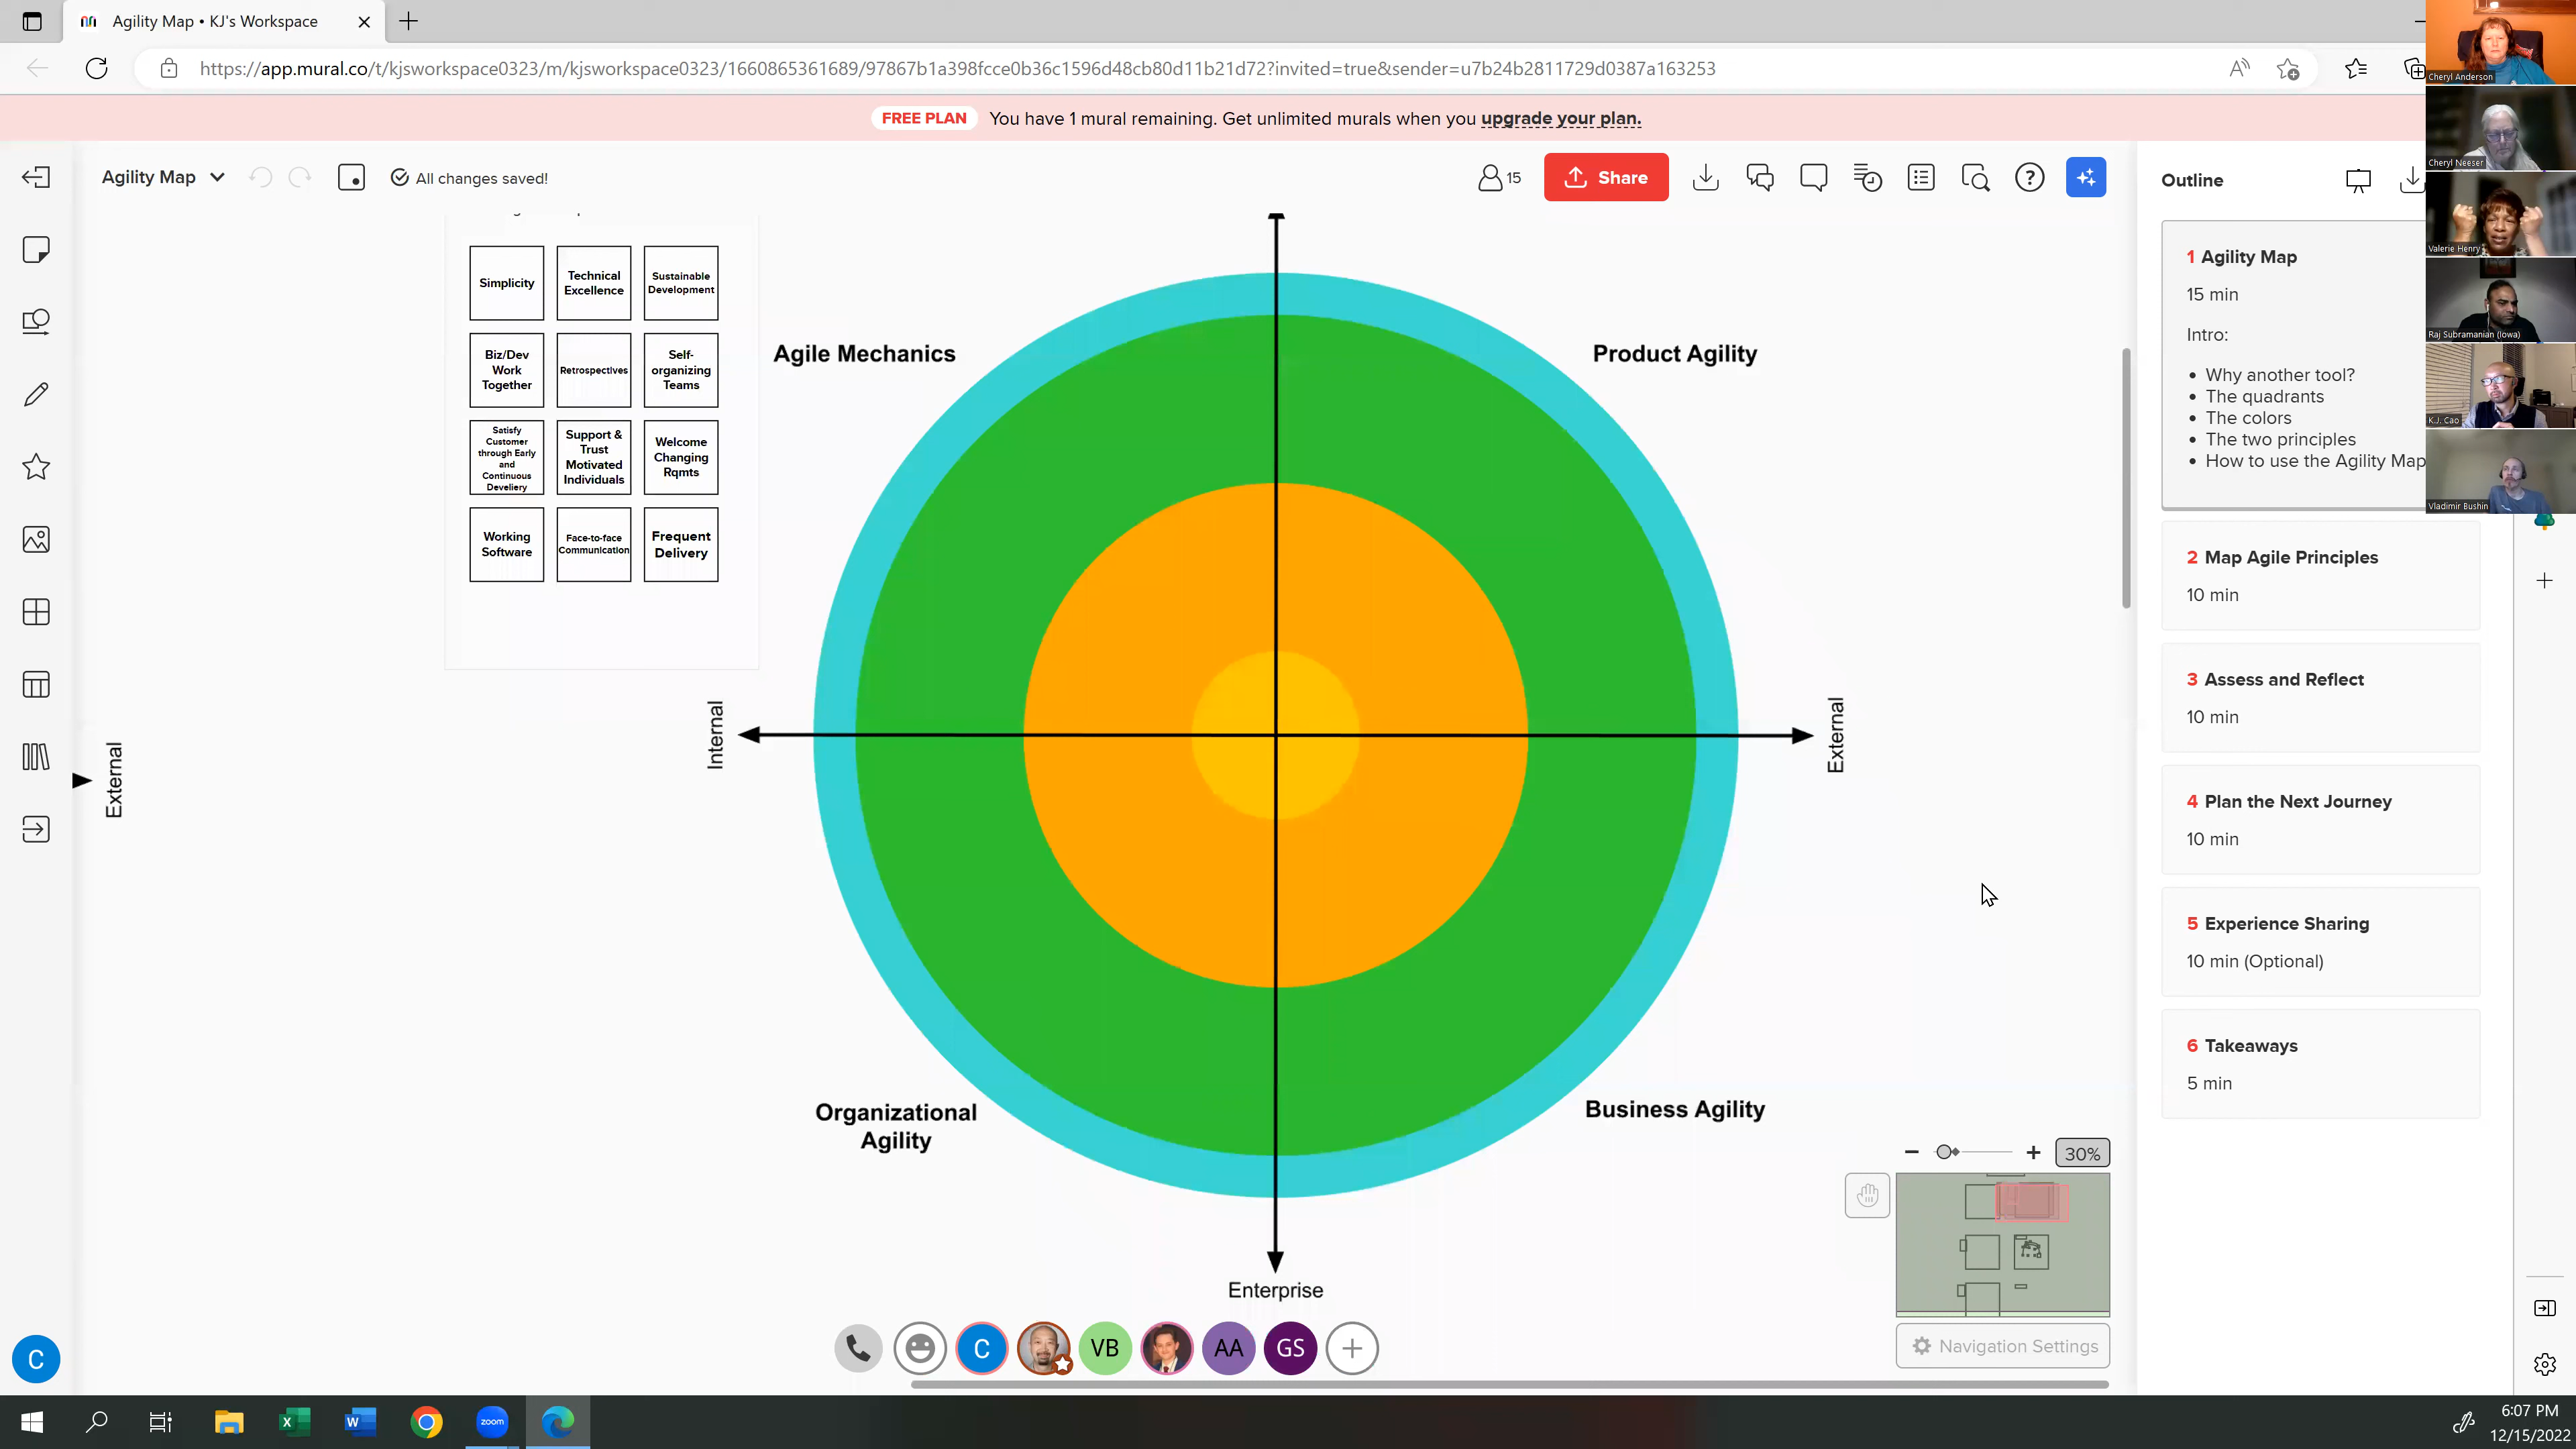 Agility Map • KJ's Workspace
https://app.mural.co/t/kjsworkspace0323/m/kjsworkspace0323/1660865361689/97867b1a398fcce0b36c1596d48cb80d11b21d72?invited=true&sender=u7b24b2811729d0387a163253
FREE PLAN You have 1 mural remaining. Get unlimited murals when you upgrade your plan.
Agility Map
All changes saved!
15
Share
Simplicity
Technical
Excellence
Sustainable
Development
Biz/Dev
Work
Together
Retrospectives
Self-
organizing
Teams
Satisfy
Customer
through Early
and
Continuous
Develiery
Support &
Trust
Motivated
Individuals
Welcome
Changing
Rqmts
Working
Software
Face-to-face
Communication
Frequent
Delivery
Agile Mechanics
Product Agility
Internal
External
External
Organizational
Agility
Business Agility
Enterprise
Outline
1 Agility Map
15 min
Intro:
• Why another tool?
• The quadrants
• The colors
• The two principles
• How to use the Agility Map
2 Map Agile Principles
10 min
3 Assess and Reflect
10 min
4 Plan the Next Journey
10 min
5 Experience Sharing
10 min (Optional)
6 Takeaways
5 min
Cheryl Anderson
Cheryl Neeser
Valerie Henry
Raj Subramanian (Iowa)
K.J. Cao
Vladimir Bushin
30%
Navigation Settings
C
C
VB
AA
GS
zoom
6:07 PM
12/15/2022